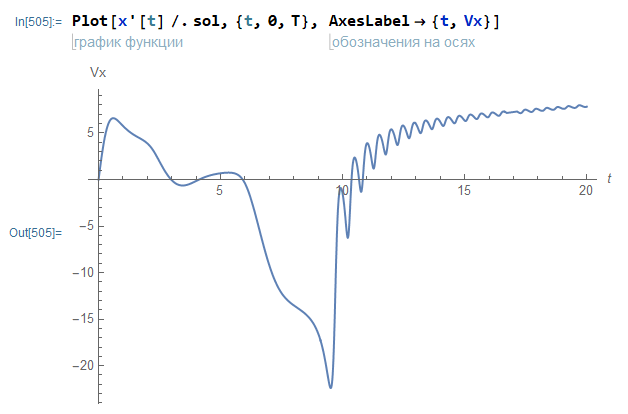 In[505]:= Plot[x'[t] /. sol, {t, 0, T}, AxesLabel → {t, Vx}]
график функции обозначения на осях
Vx
5
5 10 15 20 t
-5
Out[505]=
-10
-15
-20